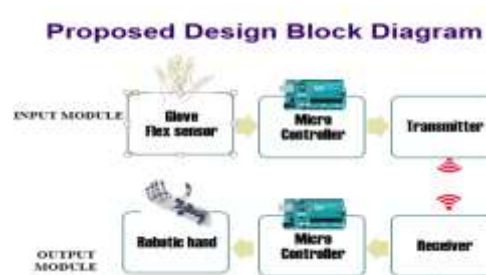 Proposed Design Block Diagram
INPUT MODULE
Glove
Flex sensor
Micro
Controller
Transmitter
OUTPUT
MODULE
Robotic hand
Micro
Controller
Receiver